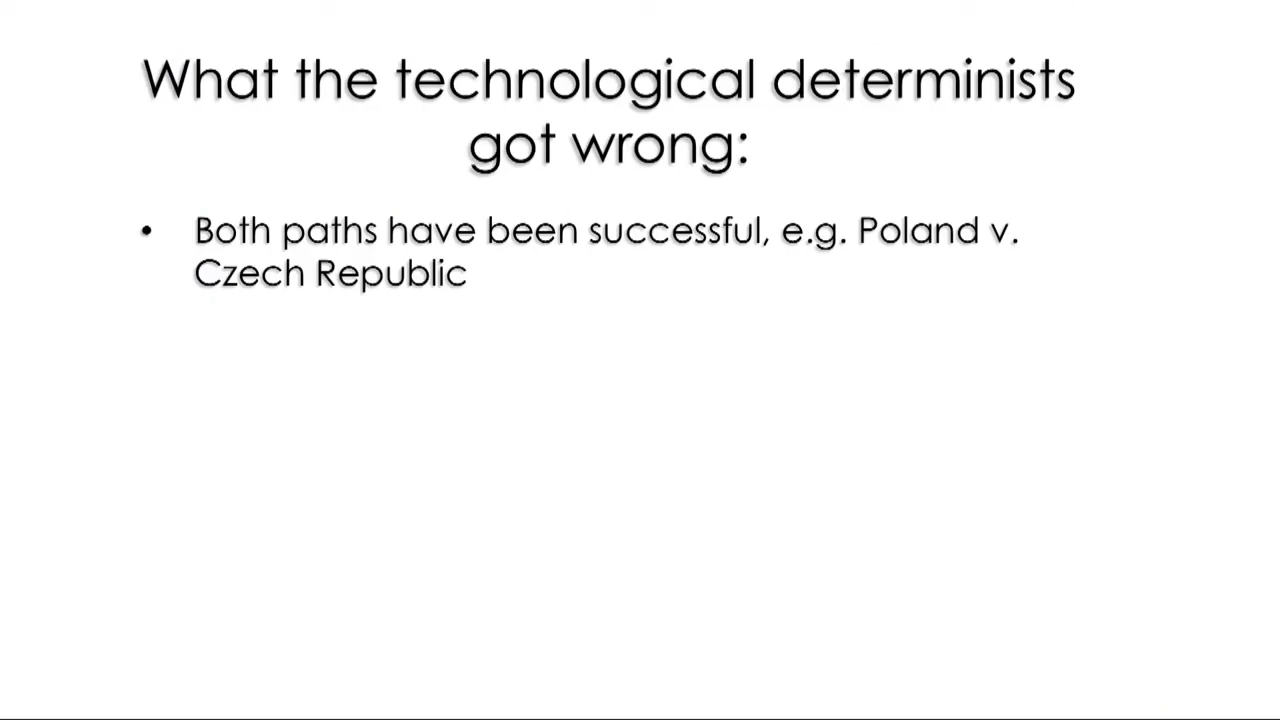 What the technological determinists
got wrong:
• Both paths have been successful, e.g. Poland v.
Czech Republic